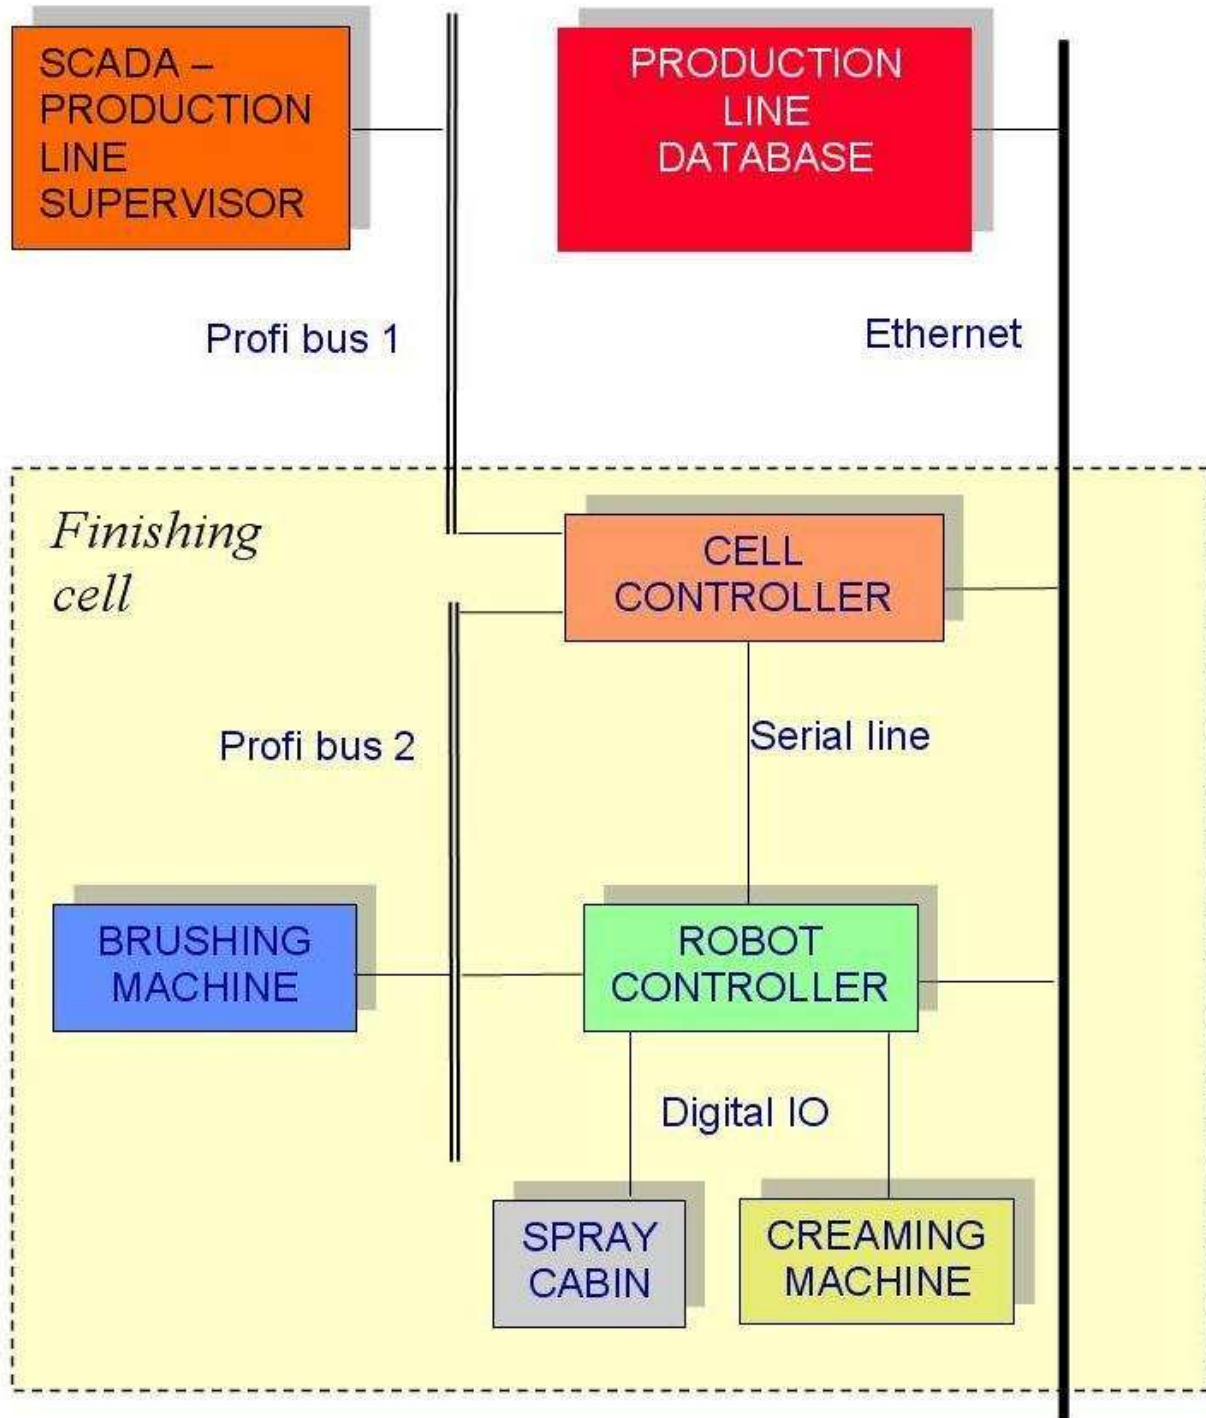 SCADA –
PRODUCTION
LINE
SUPERVISOR
PRODUCTION
LINE
DATABASE
Profi bus 1
Ethernet
Finishing
cell
CELL
CONTROLLER
Profi bus 2
Serial line
BRUSHING
MACHINE
ROBOT
CONTROLLER
Digital IO
SPRAY
CABIN
CREAMING
MACHINE